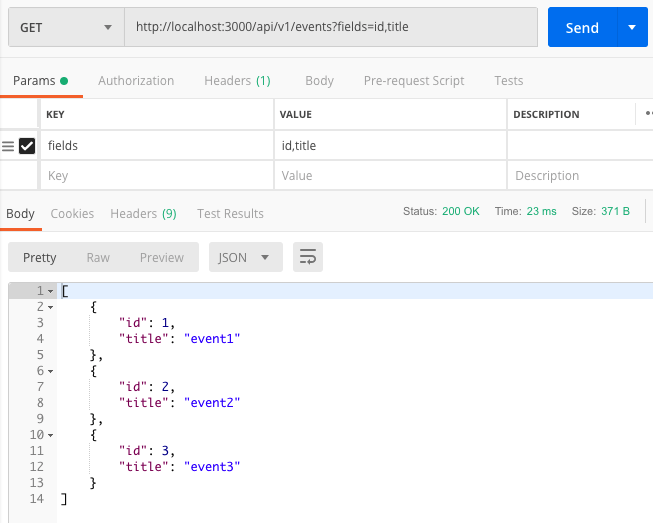 GET http://localhost:3000/api/v1/events?fields=id,title Send
Params Authorization Headers (1) Body Pre-request Script Tests
KEY VALUE DESCRIPTION
fields id,title
Key Value Description
Body Cookies Headers (9) Test Results Status: 200 OK Time: 23 ms Size: 371 B
Pretty Raw Preview JSON
1 [
2 {
3 "id": 1,
4 "title": "event1"
5 },
6 {
7 "id": 2,
8 "title": "event2"
9 },
10 {
11 "id": 3,
12 "title": "event3"
13 }
14 ]